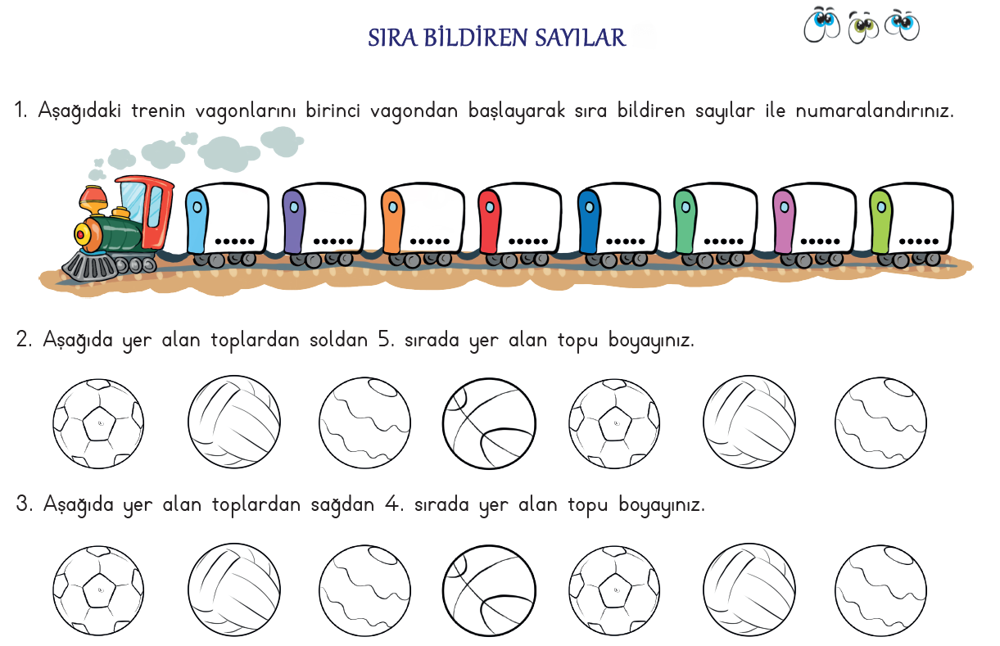 SIRA BİLDİREN SAYILAR
1. Aşağıdaki trenin vagonlarını birinci vagondan başlayarak sıra bildiren sayılar ile numaralandırınız.
.....	.....	.....	.....	.....	.....	.....	.....
2. Aşağıda yer alan toplardan soldan 5. sırada yer alan topu boyayınız.
3. Aşağıda yer alan toplardan sağdan 4. sırada yer alan topu boyayınız.